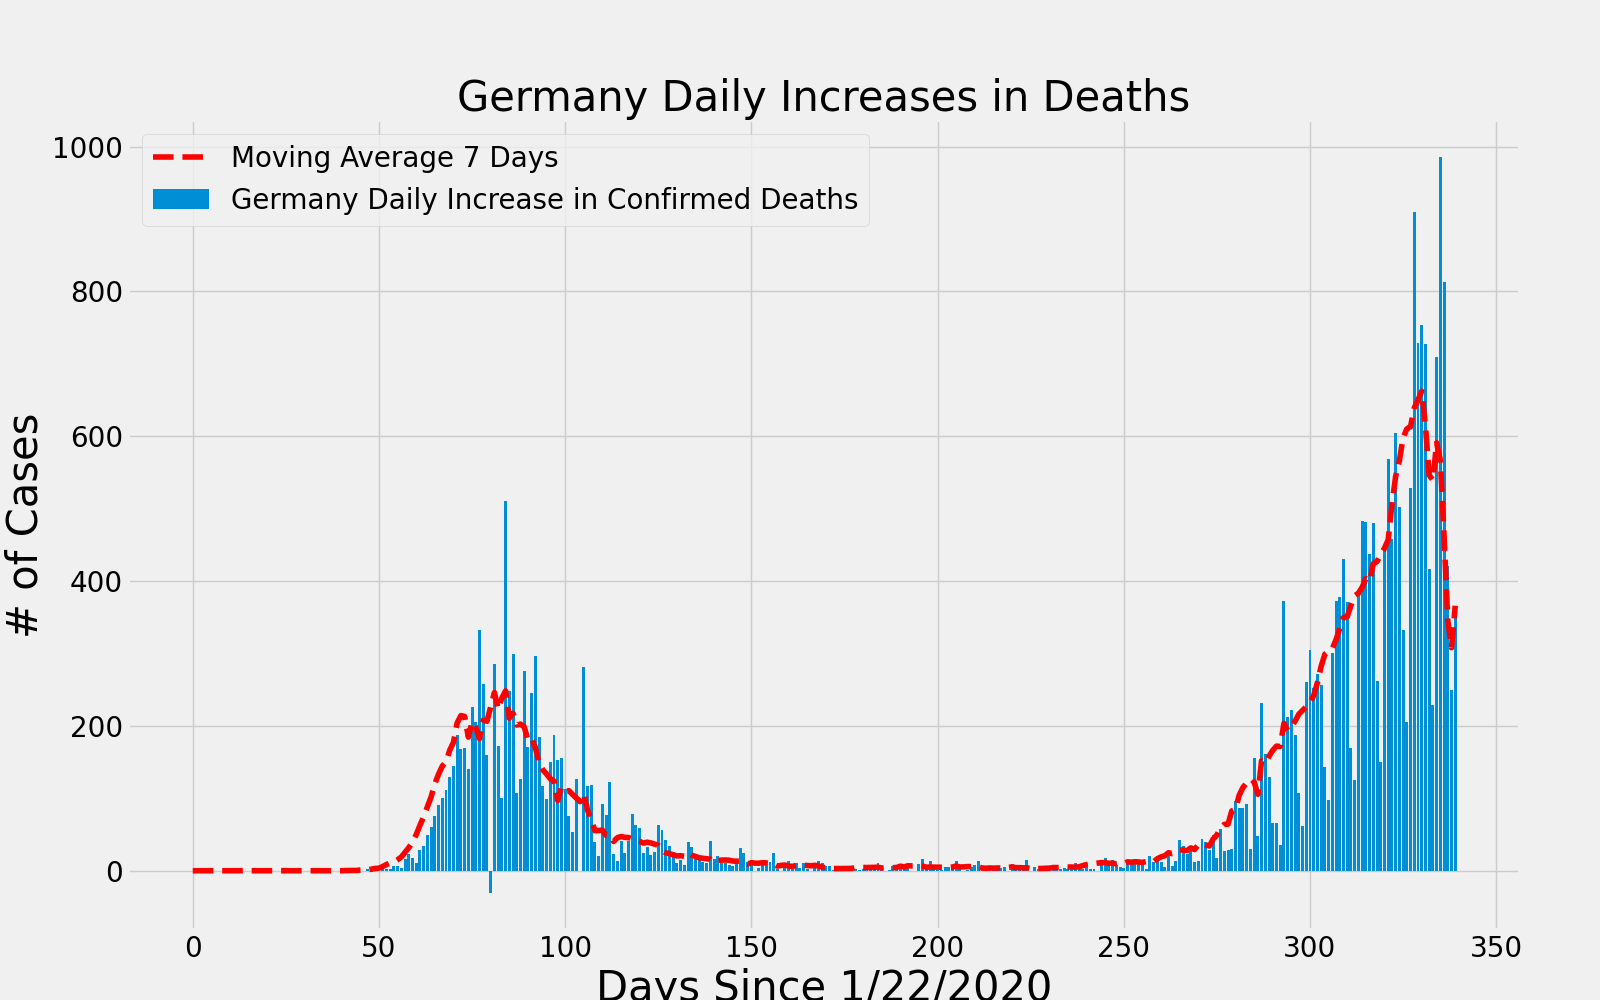 Germany Daily Increases in Deaths
Moving Average 7 Days
Germany Daily Increase in Confirmed Deaths
# of Cases
1000
800
600
400
200
0
0 50 100 150 200 250 300 350
Days Since 1/22/2020